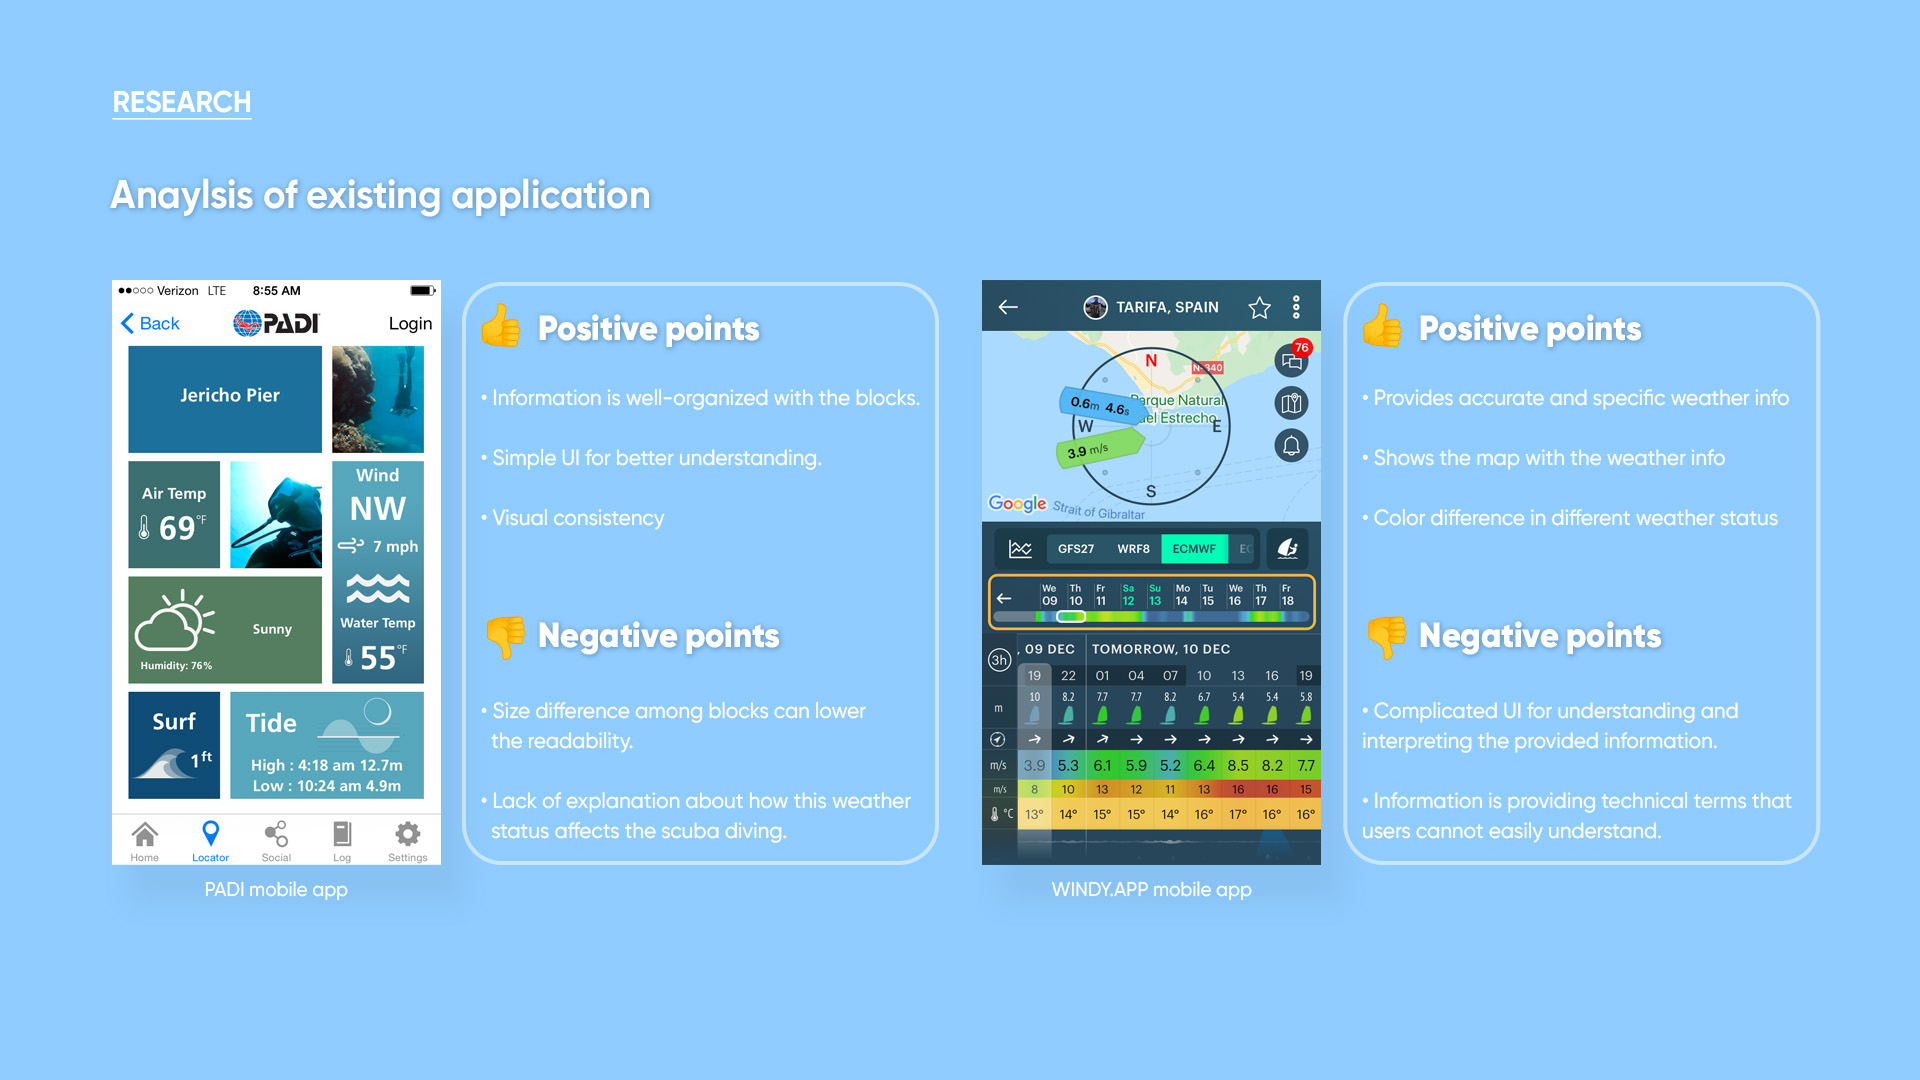 RESEARCH
Anaylsis of existing application
Verizon LTE 8:55 AM
Back PADI Login
Jericho Pier
Air Temp
69°F
Wind
NW
7 mph
Water Temp
55°F
Sunny
Humidity: 76%
Surf
1ft
Tide
High : 4:18 am 12.7m
Low : 10:24 am 4.9m
Home Locator Social Log Settings
PADI mobile app
Positive points
• Information is well-organized with the blocks.
• Simple UI for better understanding.
• Visual consistency
Negative points
• Size difference among blocks can lower
the readability.
• Lack of explanation about how this weather
status affects the scuba diving.
TARIFA, SPAIN
76
N
N-340
0.6m 4.6s
Parque Natural
del Estrecho
W
E
3.9 m/s
S
Google
Strait of Gibraltar
GFS27 WRF8 ECMWF EC
We Th Fr Sa Su Mo Tu We Th Fr
09 10 11 12 13 14 15 16 17 18
3h
, 09 DEC TOMORROW, 10 DEC
19 22 01 04 07 10 13 16 19
m 10 8.2 7.7 7.7 8.2 6.7 5.4 5.4 5.8
m/s 3.9 5.3 6.1 5.9 5.2 6.4 8.5 8.2 7.7
m/s 8 10 13 12 11 13 16 16 15
°C 13° 14° 15° 15° 14° 16° 17° 16° 16°
WINDY.APP mobile app
Positive points
• Provides accurate and specific weather info
• Shows the map with the weather info
• Color difference in different weather status
Negative points
• Complicated UI for understanding and
interpreting the provided information.
• Information is providing technical terms that
users cannot easily understand.